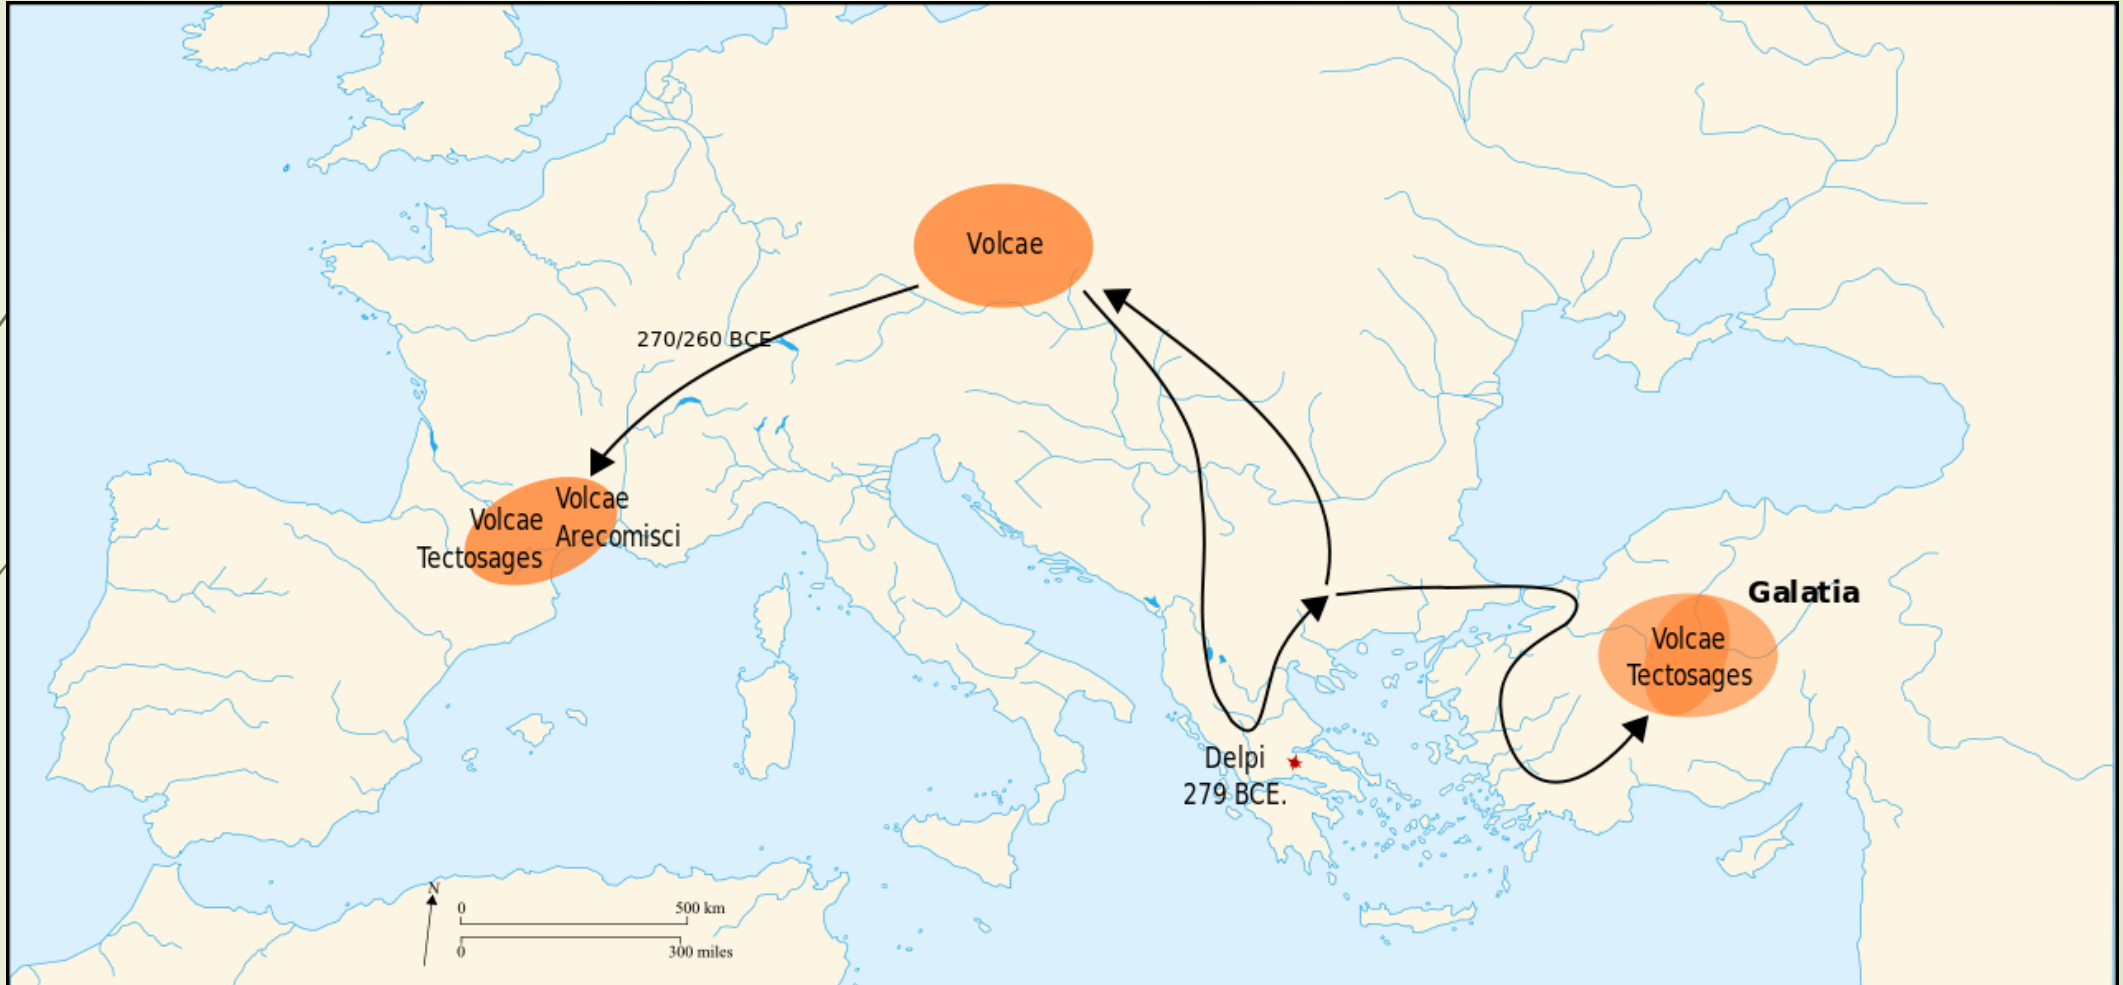 Volcae
270/260 BCE
Volcae
Arecomisci
Volcae
Tectosages
Galatia
Volcae
Tectosages
Delpi
279 BCE.
N
0
500 km
0
300 miles